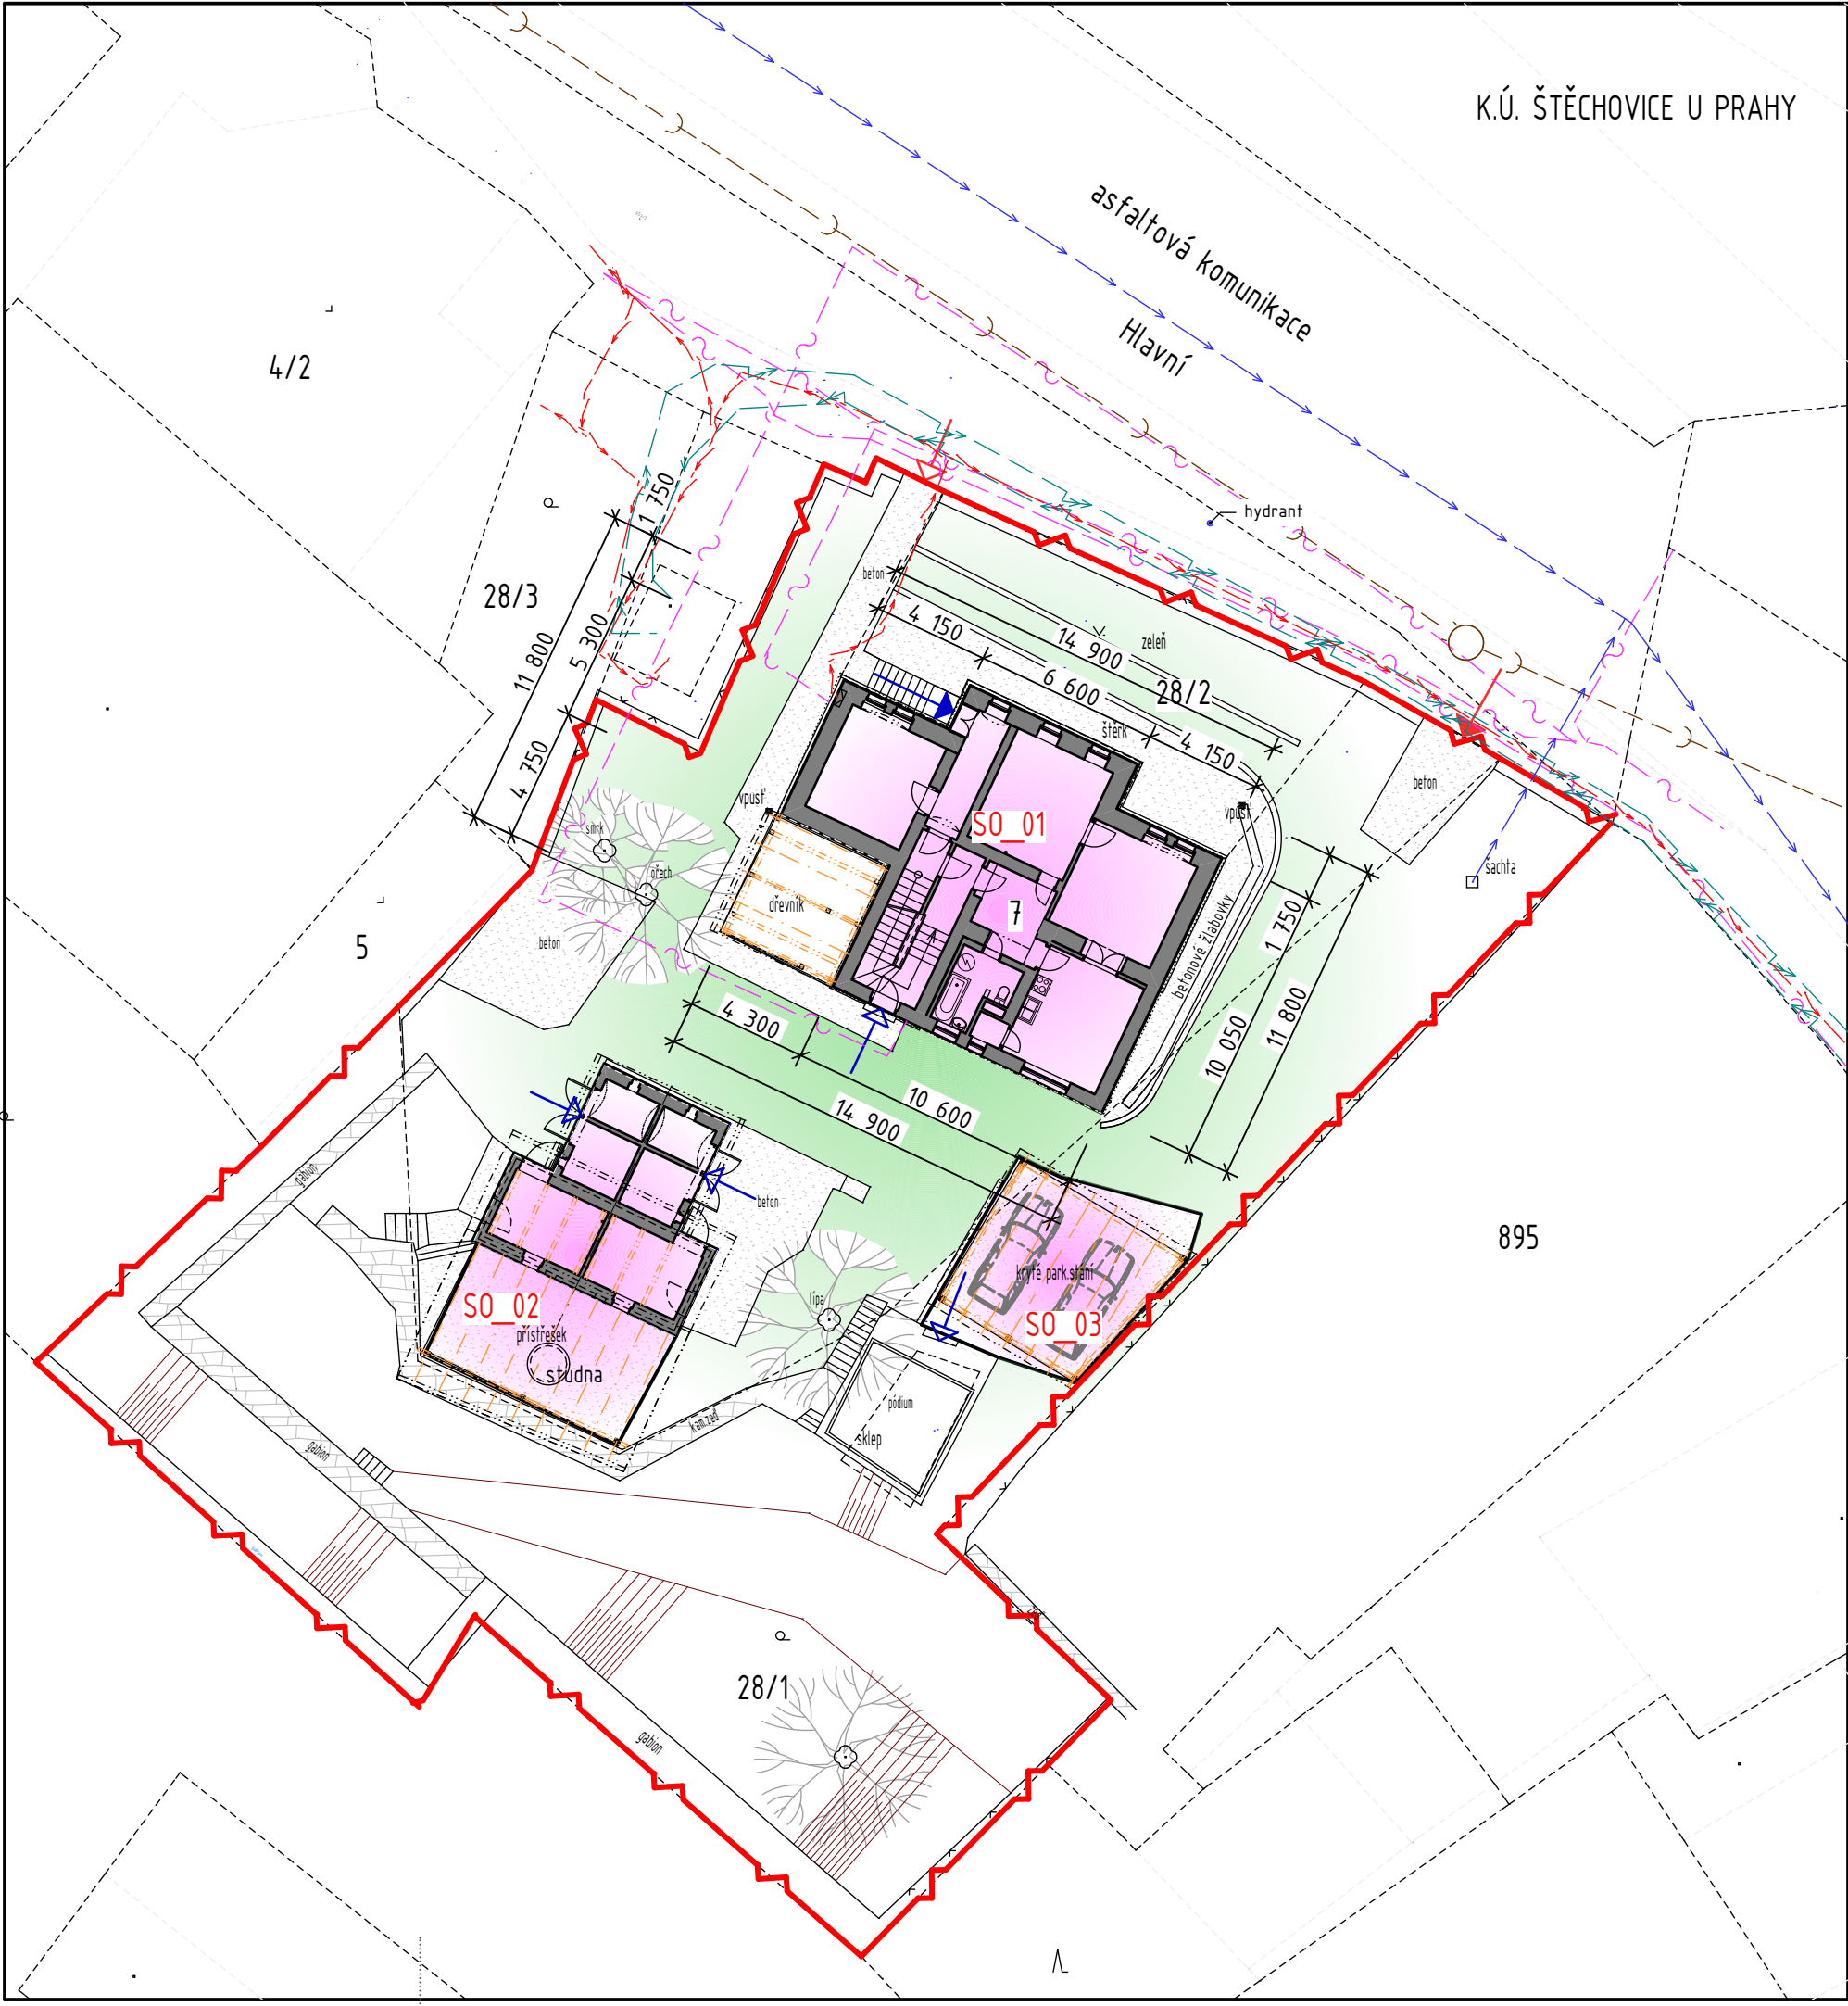 K.Ú. ŠTĚCHOVICE U PRAHY
asfaltová komunikace
Hlavní
4/2
hydrant
1 750
28/3
11 800
5 300
4 750
beton
4 150
14 900
zeleň
6 600
28/2
štěrk
4 150
beton
vpusť
vpusť
smrk
SO_01
šachta
ořech
dřevník
7
5
beton
betonové žlabovky
1 750
4 300
10 050
11 800
10 600
14 900
gabion
beton
895
kryté park.stání
lípa
SO_02
SO_03
přístřešek
studna
pódium
kam.zeď
sklep
gabion
28/1
gabion